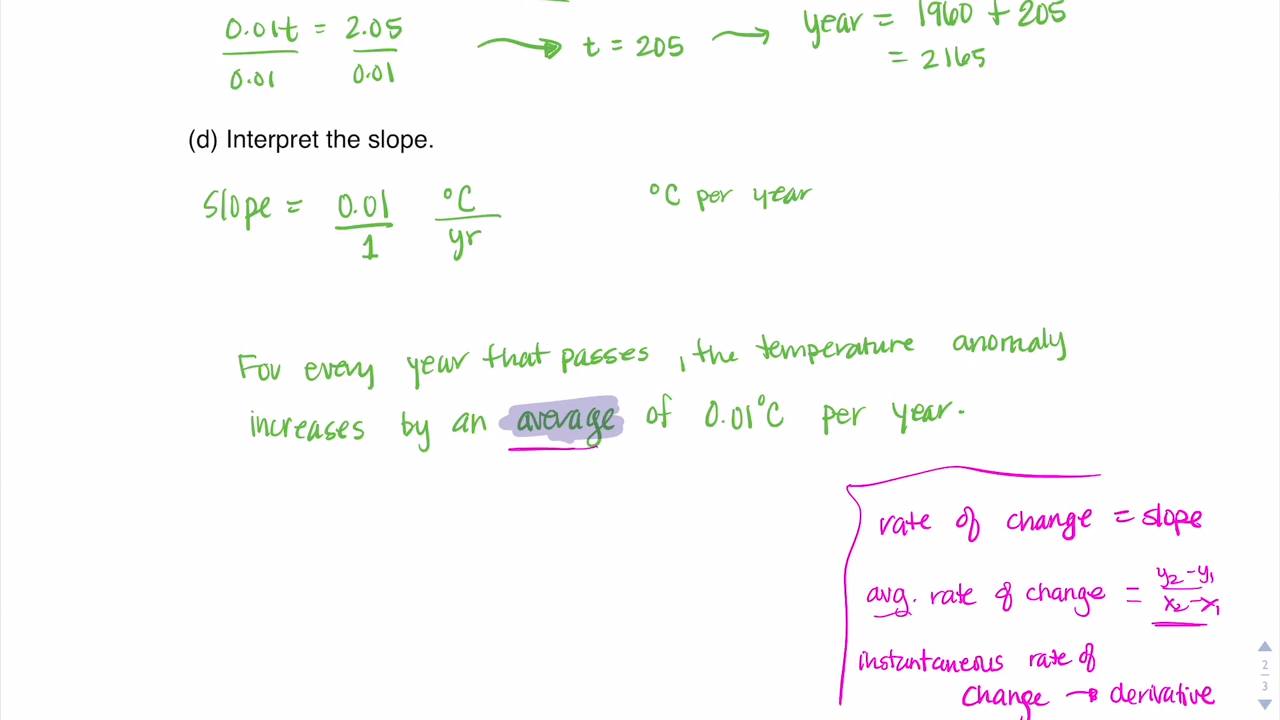 0.01t = 2.05
0.01 0.01
→ t = 205 → year = 1960 + 205
= 2165
(d) Interpret the slope.
Slope = 0.01/1 °C/yr °C per year
For every year that passes, the temperature anomaly
increases by an average of 0.01°C per year.
rate of change = slope
avg. rate of change = y₂-y₁/x₂-x₁
instantaneous rate of
change → derivative
2
3